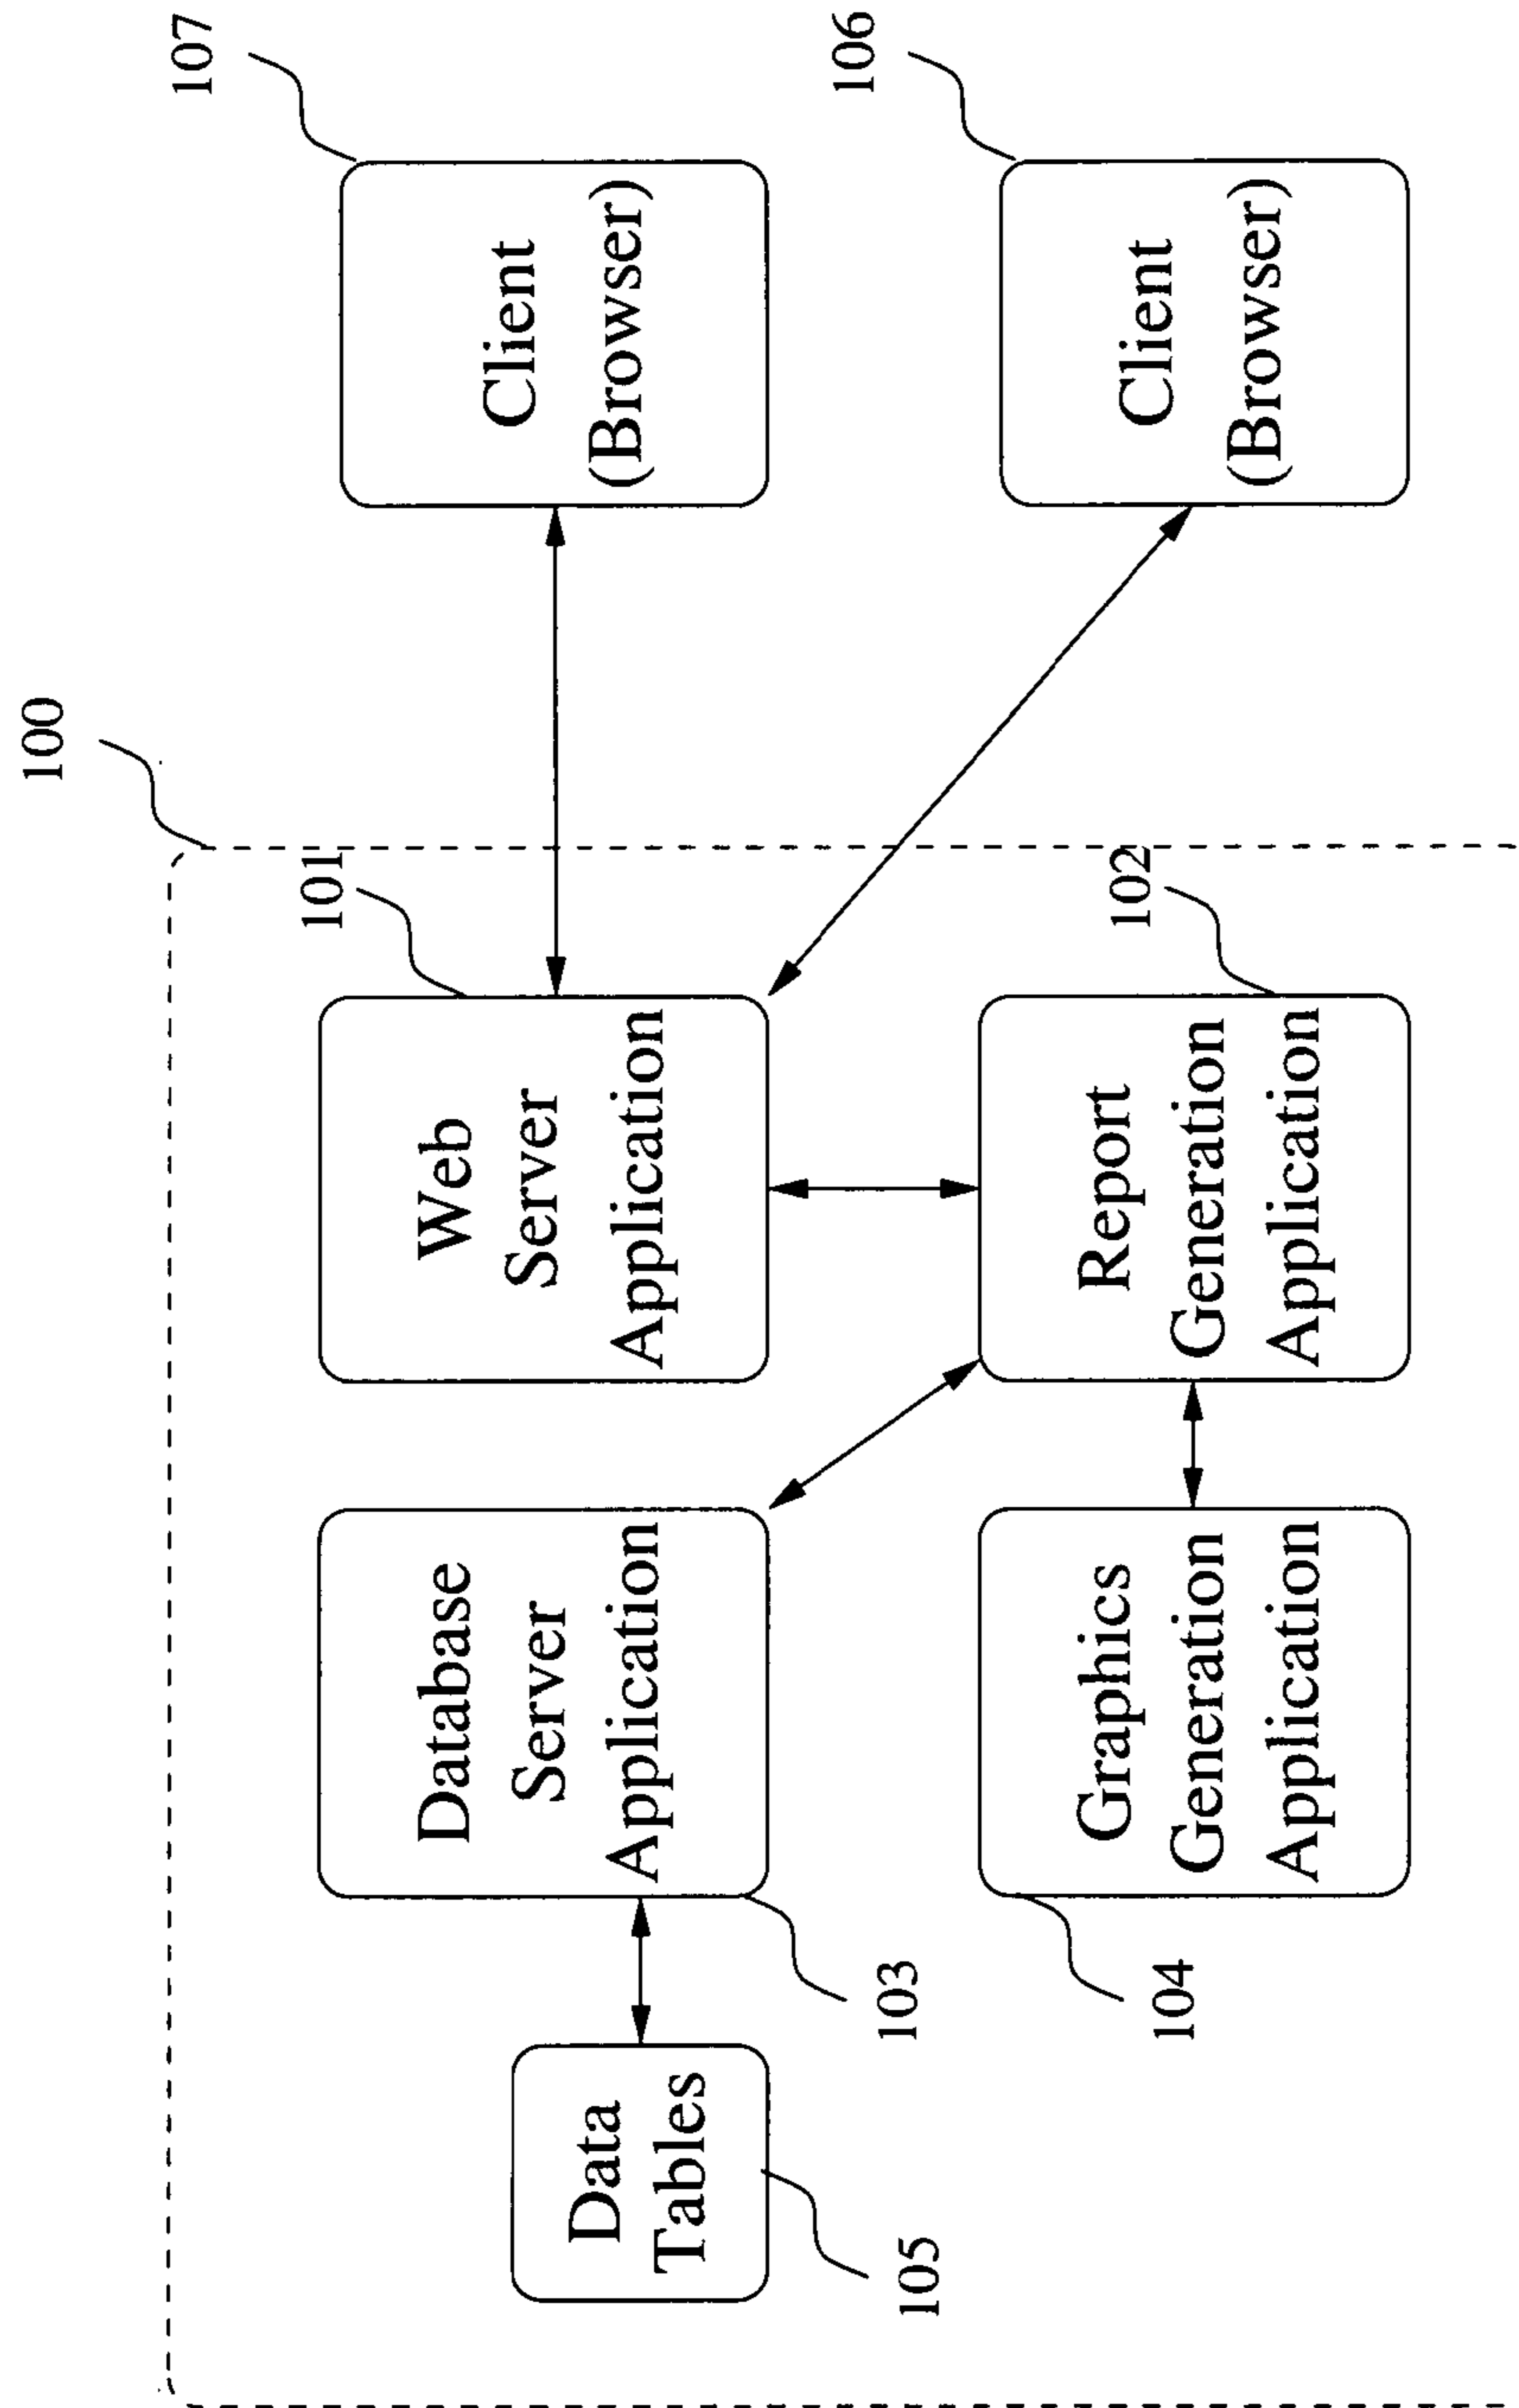 100
107
106
101
102
103
104
105
Data
Tables
Database
Server
Application
Web
Server
Application
Client
(Browser)
Graphics
Generation
Application
Report
Generation
Application
Client
(Browser)